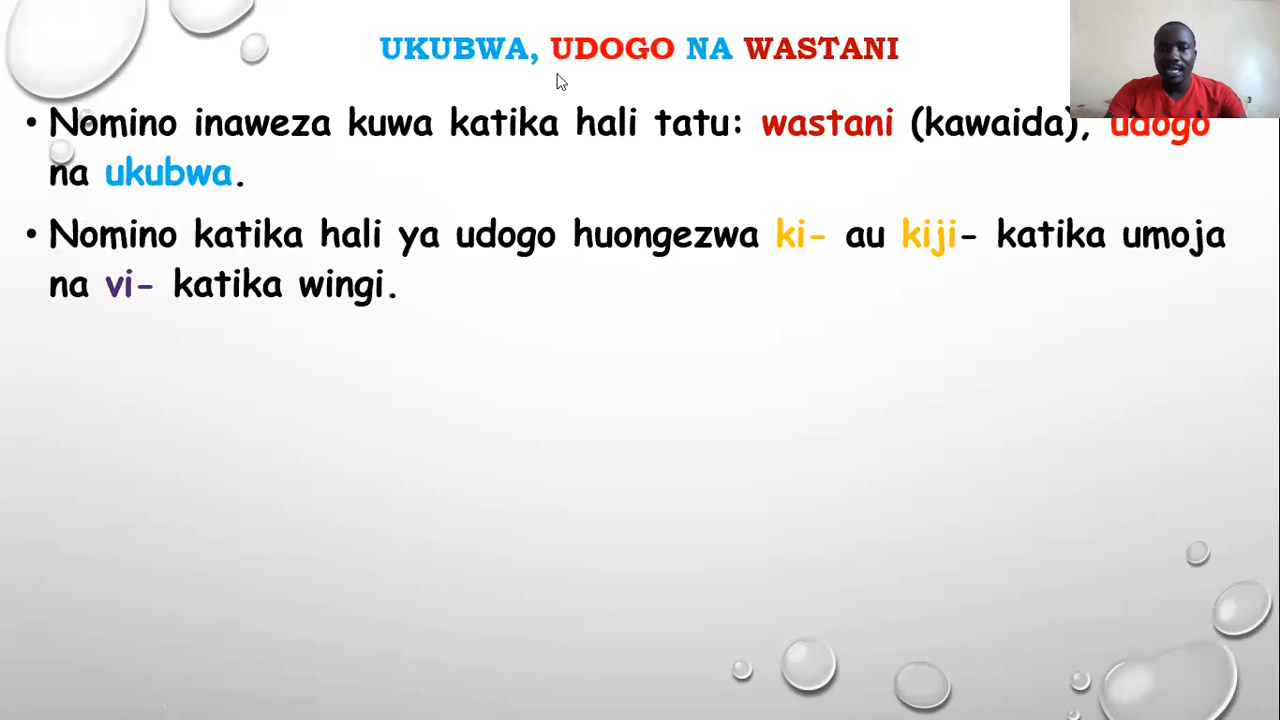 UKUBWA, UDOGO NA WASTANI
• Nomino inaweza kuwa katika hali tatu: wastani (kawaida), udogo
na ukubwa.
• Nomino katika hali ya udogo huongezwa ki- au kiji- katika umoja
na vi- katika wingi.